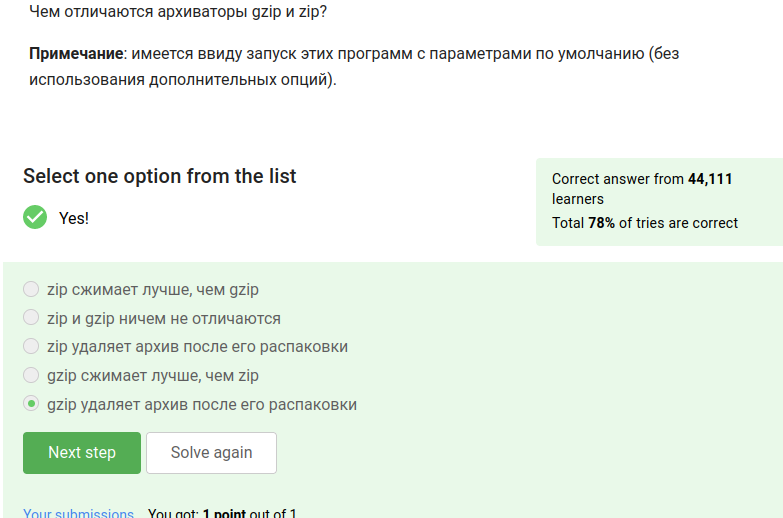 Чем отличаются архиваторы gzip и zip?
Примечание: имеется ввиду запуск этих программ с параметрами по умолчанию (без
использования дополнительных опций).
Select one option from the list
Yes!
Correct answer from 44,111
learners
Total 78% of tries are correct
zip сжимает лучше, чем gzip
zip и gzip ничем не отличаются
zip удаляет архив после его распаковки
gzip сжимает лучше, чем zip
gzip удаляет архив после его распаковки
Next step Solve again
Your submissions You got: 1 point out of 1